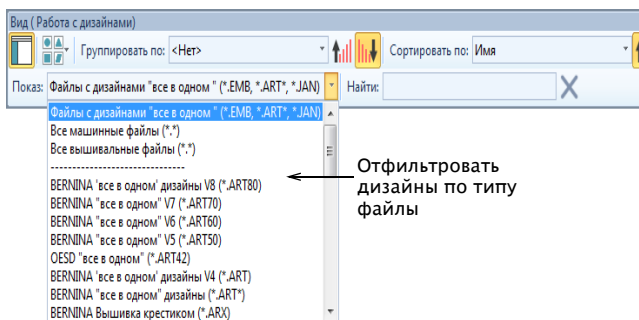 Вид ( Работа с дизайнами)
Группировать по: <Нет> Сортировать по: Имя
Показ: Файлы с дизайнами "все в одном " (*.EMB, *.ART*, *.JAN) Найти:
Файлы с дизайнами "все в одном " (*.EMB, *.ART*, *.JAN)
Все машинные файлы (*.*)
Все вышивальные файлы (*.*)
------------------------------
BERNINA 'все в одном' дизайны V8 (*.ART80)
BERNINA "все в одном" V7 (*.ART70)
BERNINA "все в одном" V6 (*.ART60)
BERNINA "все в одном" V5 (*.ART50)
OESD "все в одном" (*.ART42)
BERNINA 'все в одном' дизайны V4 (*.ART)
BERNINA "все в одном" дизайны (*.ART*)
BERNINA Вышивка крестиком (*.ARX)
Отфильтровать
дизайны по типу
файлы